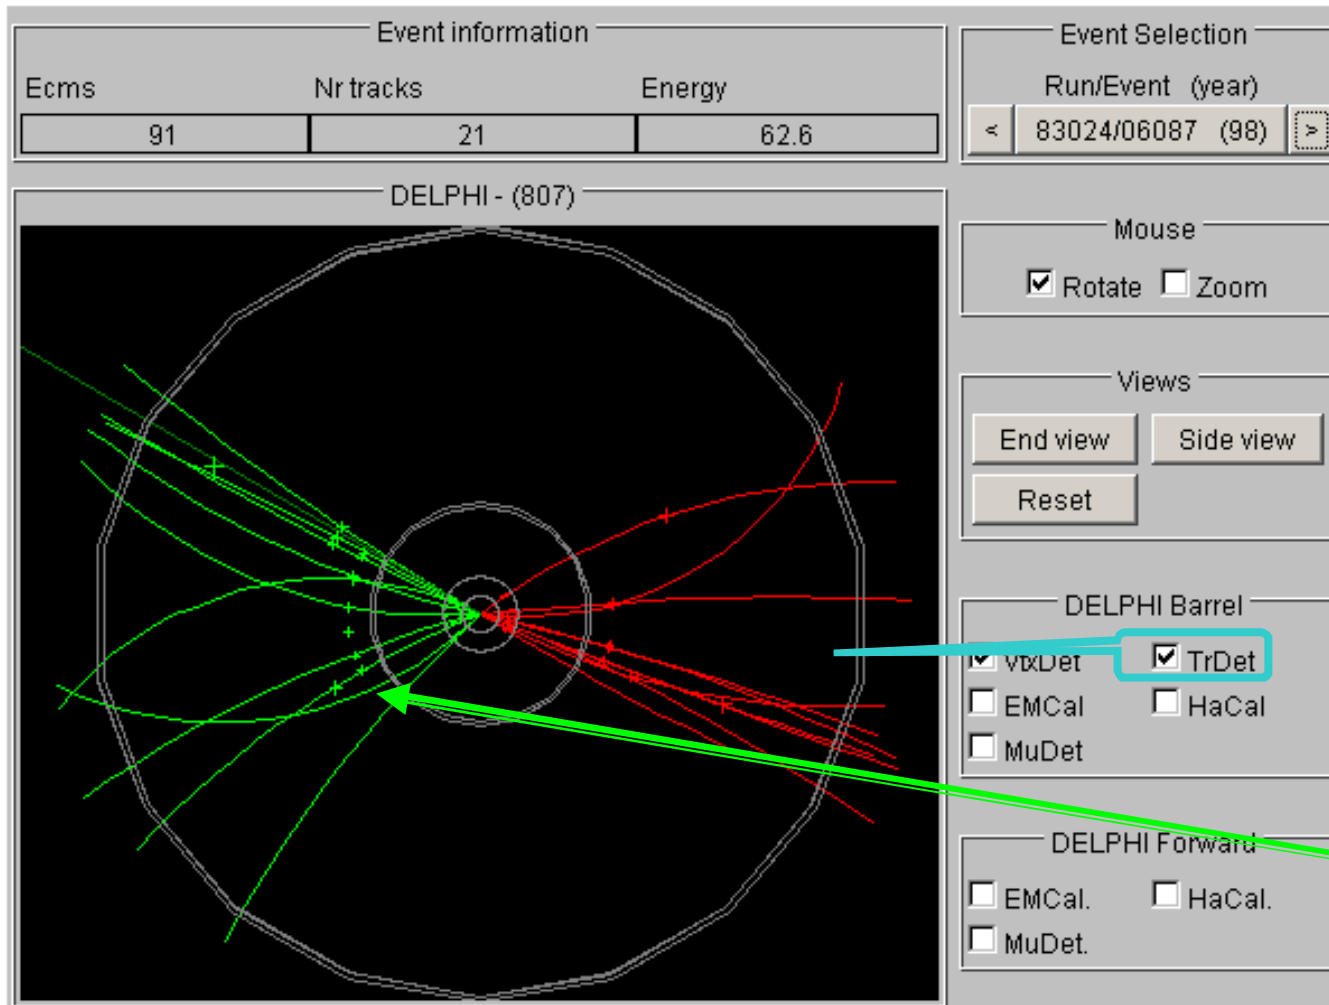 Event information
Ecms Nr tracks Energy
91 21 62.6
Event Selection
Run/Event (year)
< 83024/06087 (98) >
DELPHI - (807)
Mouse
Rotate Zoom
Views
End view Side view
Reset
DELPHI Barrel
VtxDet TrDet
EMCal HaCal
MuDet
DELPHI Forward
EMCal. HaCal.
MuDet.